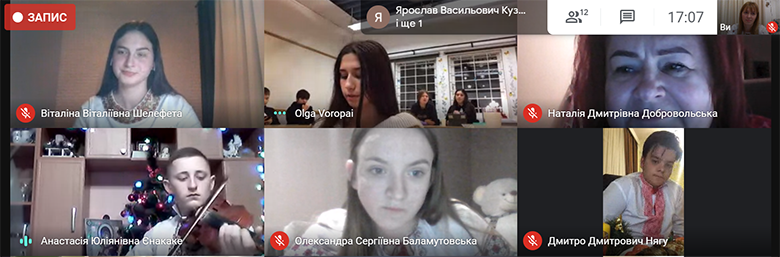 ЗАПИС
Я
Ярослав Васильович Куз...
і ще 1
12
17:07
Ви
Віталіна Віталіївна Шелефета
Olga Voropai
Наталія Дмитрівна Добровольська
Анастасія Юліянівна Єнакаке
Олександра Сергіївна Баламутовська
Дмитро Дмитрович Нягу